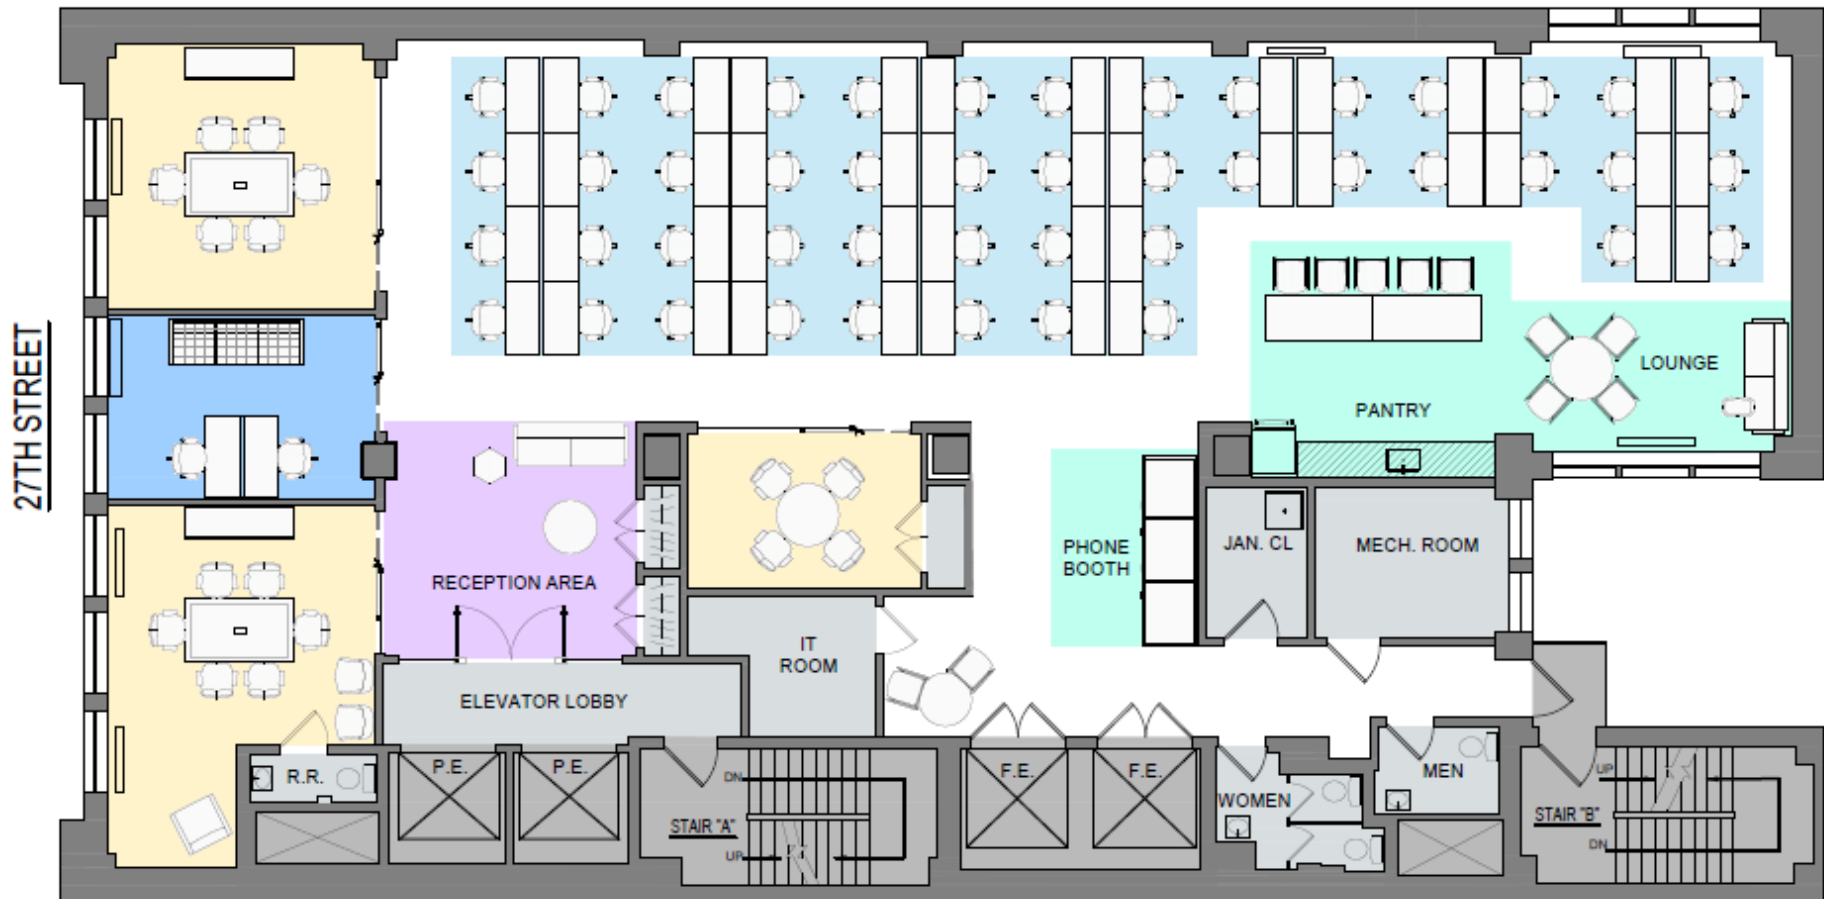 27TH STREET
LOUNGE
PANTRY
PHONE
BOOTH
JAN. CL
MECH. ROOM
RECEPTION AREA
IT
ROOM
ELEVATOR LOBBY
R.R.
P.E.
P.E.
DN
STAIR "A"
UP
F.E.
F.E.
WOMEN
MEN
UP
STAIR "B"
DN